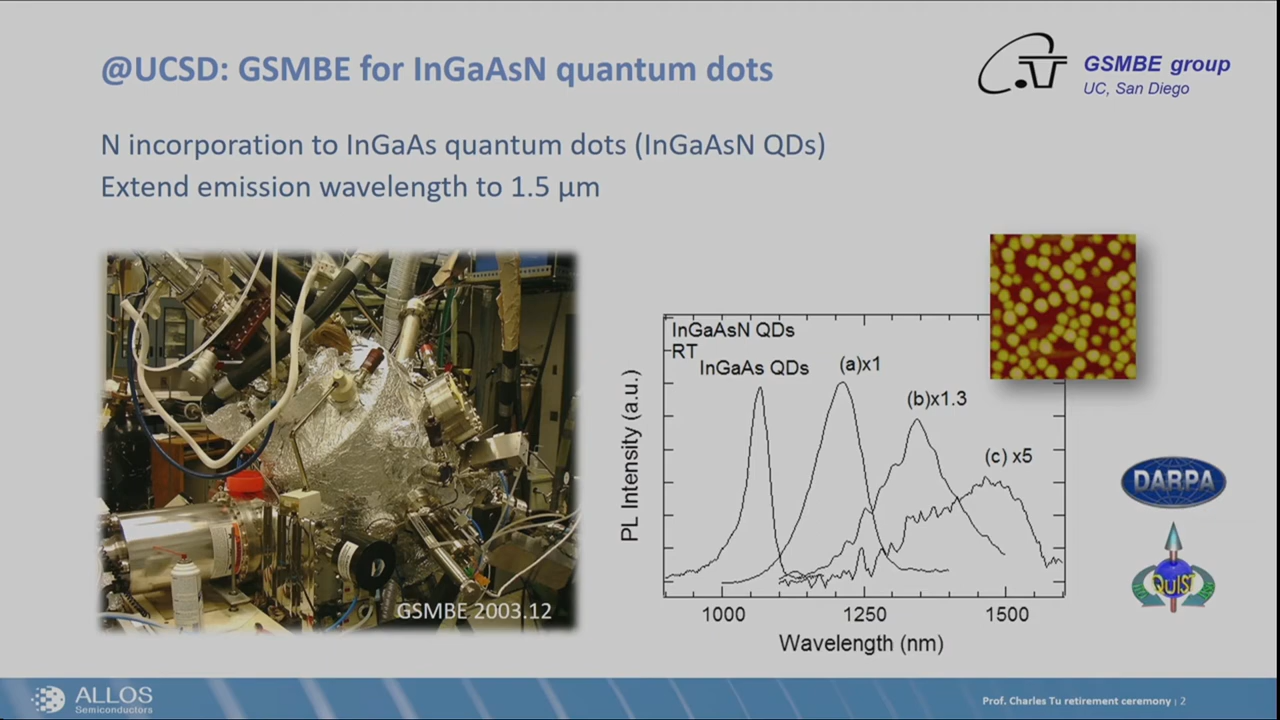 @UCSD: GSMBE for InGaAsN quantum dots
GSMBE group
UC, San Diego
N incorporation to InGaAs quantum dots (InGaAsN QDs)
Extend emission wavelength to 1.5 μm
GSMBE 2003.12
InGaAsN QDs
RT
InGaAs QDs
(a)x1
(b)x1.3
(c) x5
PL Intensity (a.u.)
1000
1250
1500
Wavelength (nm)
DARPA
QuIST
ALLOS
Semiconductors
Prof. Charles Tu retirement ceremony | 2